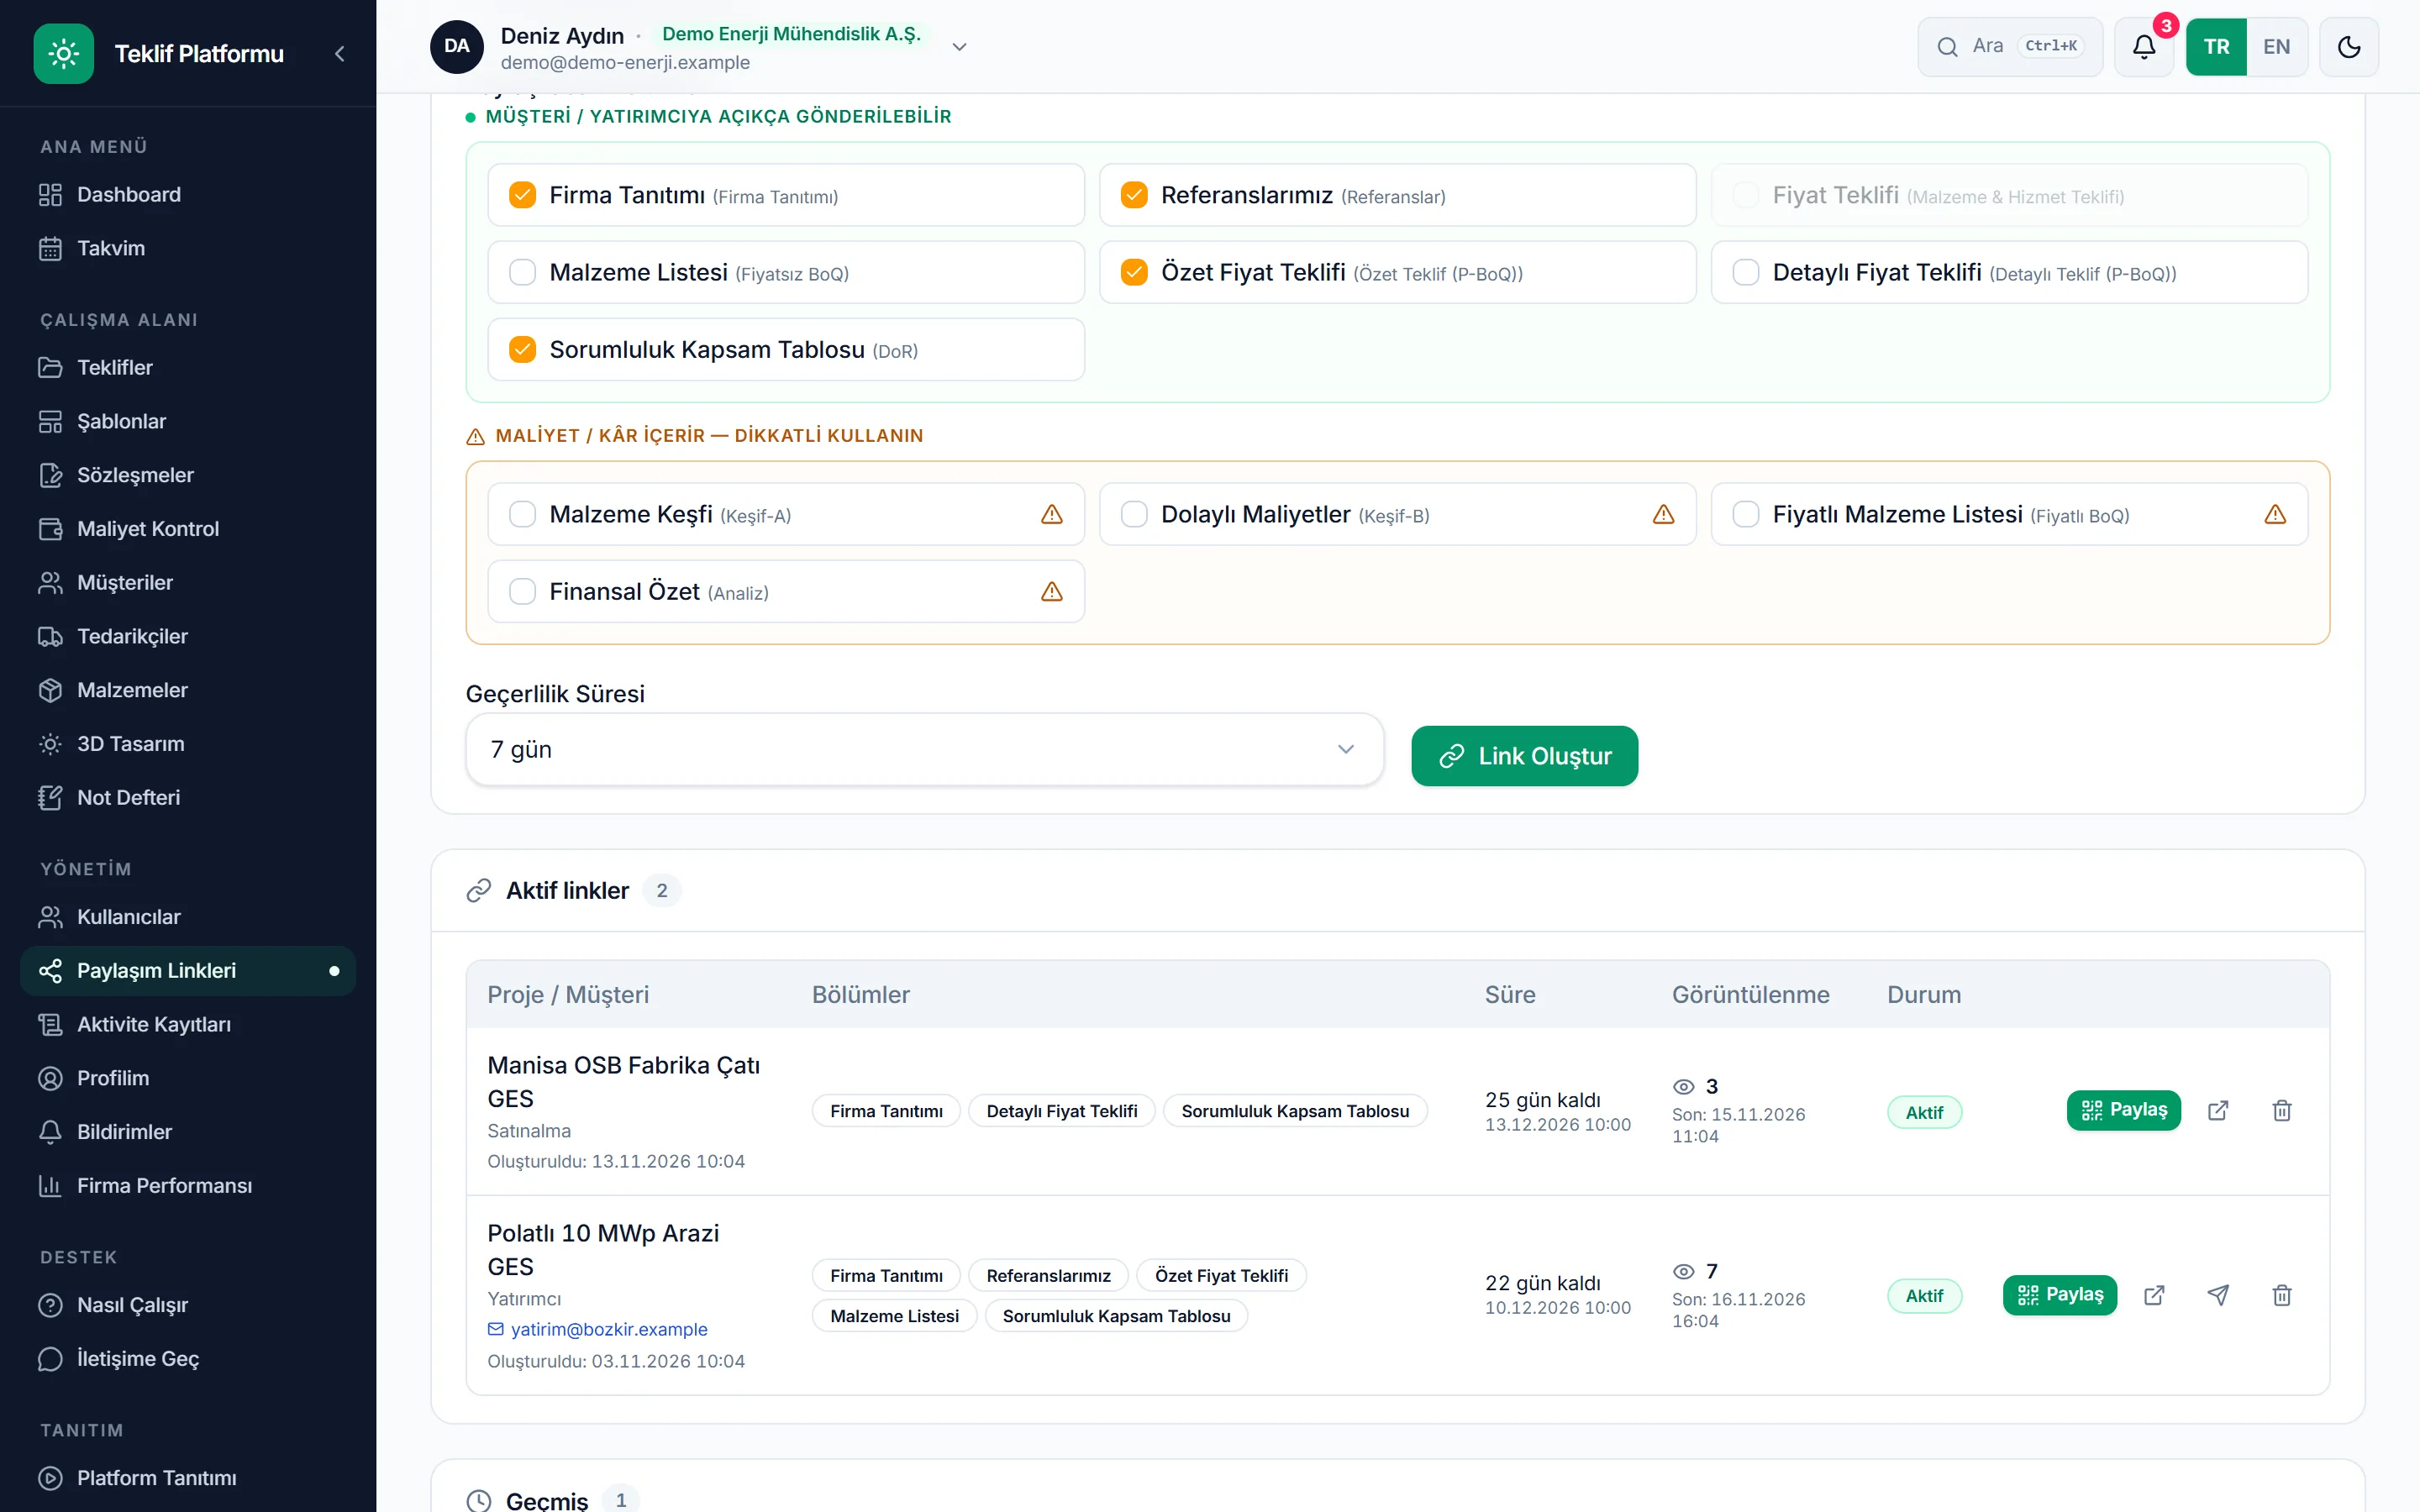 Teklif Platformu
ANA MENÜ
Dashboard
Takvim
ÇALIŞMA ALANI
Teklifler
Şablonlar
Sözleşmeler
Maliyet Kontrol
Müşteriler
Tedarikçiler
Malzemeler
3D Tasarım
Not Defteri
YÖNETİM
Kullanıcılar
Paylaşım Linkleri
Aktivite Kayıtları
Profilim
Bildirimler
Firma Performansı
DESTEK
Nasıl Çalışır
İletişime Geç
TANITIM
Platform Tanıtımı
DA
Deniz Aydın · Demo Enerji Mühendislik A.Ş.
demo@demo-enerji.example
Ara Ctrl+K
3
TR EN
MÜŞTERİ / YATIRIMCIYA AÇIKÇA GÖNDERİLEBİLİR
Firma Tanıtımı (Firma Tanıtımı)
Referanslarımız (Referanslar)
Fiyat Teklifi (Malzeme & Hizmet Teklifi)
Malzeme Listesi (Fiyatsız BoQ)
Özet Fiyat Teklifi (Özet Teklif (P-BoQ))
Detaylı Fiyat Teklifi (Detaylı Teklif (P-BoQ))
Sorumluluk Kapsam Tablosu (DoR)
MALİYET / KÂR İÇERİR — DİKKATLİ KULLANIN
Malzeme Keşfi (Keşif-A)
Dolaylı Maliyetler (Keşif-B)
Fiyatlı Malzeme Listesi (Fiyatlı BoQ)
Finansal Özet (Analiz)
Geçerlilik Süresi
7 gün
Link Oluştur
Aktif linkler 2
Proje / Müşteri Bölümler Süre Görüntülenme Durum
Manisa OSB Fabrika Çatı
GES
Satınalma
Oluşturuldu: 13.11.2026 10:04
Firma Tanıtımı Detaylı Fiyat Teklifi Sorumluluk Kapsam Tablosu
25 gün kaldı
13.12.2026 10:00
3
Son: 15.11.2026
11:04
Aktif
Paylaş
Polatlı 10 MWp Arazi
GES
Yatırımcı
yatirim@bozkir.example
Oluşturuldu: 03.11.2026 10:04
Firma Tanıtımı Referanslarımız Özet Fiyat Teklifi
Malzeme Listesi Sorumluluk Kapsam Tablosu
22 gün kaldı
10.12.2026 10:00
7
Son: 16.11.2026
16:04
Aktif
Paylaş
Geçmiş 1